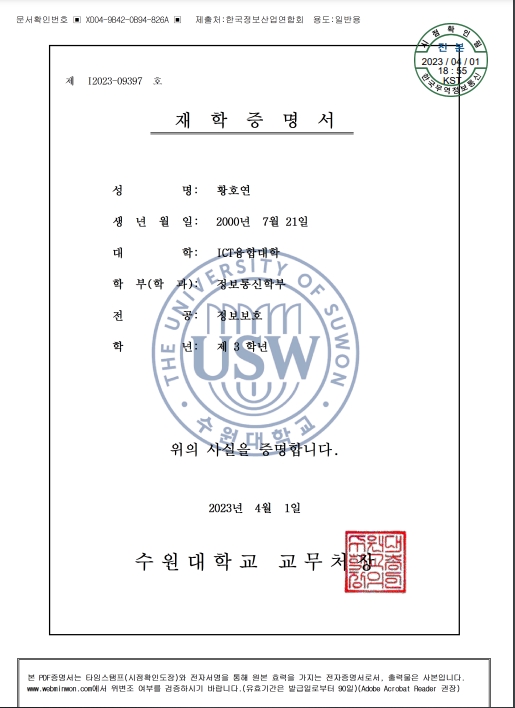 문서확인번호 ▣ X004-9B42-0B94-826A ▣ 제출처:한국정보산업연합회 용도:일반용
시점확인필
진 본
2023 / 04 / 01
18 : 55
KST
한국무역정보통신
제 I2023-09397 호
재 학 증 명 서
성 명: 황호연
생 년 월 일: 2000년 7월 21일
대 학: ICT융합대학
학 부(학 과): 정보통신학부
전 공: 정보보호
학 년: 제 3 학년
THE UNIVERSITY OF SUWON
USW
수원대학교
위의 사실을 증명합니다.
2023년 4월 1일
수원대학교 교무처장
본 PDF증명서는 타임스탬프(시점확인도장)와 전자서명을 통해 원본 효력을 가지는 전자증명서로서, 출력물은 사본입니다.
www.webminwon.com에서 위변조 여부를 검증하시기 바랍니다.(유효기간은 발급일로부터 90일)(Adobe Acrobat Reader 권장)